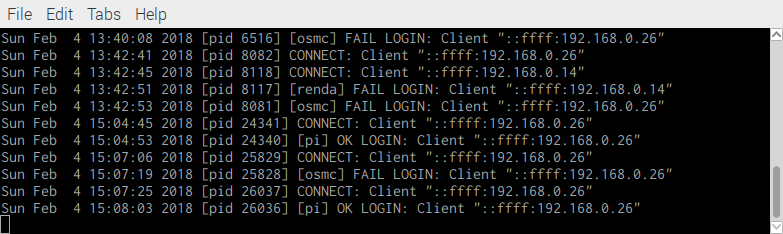 File Edit Tabs Help
Sun Feb  4 13:40:08 2018 [pid 6516] [osmc] FAIL LOGIN: Client "::ffff:192.168.0.26"
Sun Feb  4 13:42:41 2018 [pid 8082] CONNECT: Client "::ffff:192.168.0.26"
Sun Feb  4 13:42:45 2018 [pid 8118] CONNECT: Client "::ffff:192.168.0.14"
Sun Feb  4 13:42:51 2018 [pid 8117] [renda] FAIL LOGIN: Client "::ffff:192.168.0.14"
Sun Feb  4 13:42:53 2018 [pid 8081] [osmc] FAIL LOGIN: Client "::ffff:192.168.0.26"
Sun Feb  4 15:04:45 2018 [pid 24341] CONNECT: Client "::ffff:192.168.0.26"
Sun Feb  4 15:04:53 2018 [pid 24340] [pi] OK LOGIN: Client "::ffff:192.168.0.26"
Sun Feb  4 15:07:06 2018 [pid 25829] CONNECT: Client "::ffff:192.168.0.26"
Sun Feb  4 15:07:19 2018 [pid 25828] [osmc] FAIL LOGIN: Client "::ffff:192.168.0.26"
Sun Feb  4 15:07:25 2018 [pid 26037] CONNECT: Client "::ffff:192.168.0.26"
Sun Feb  4 15:08:03 2018 [pid 26036] [pi] OK LOGIN: Client "::ffff:192.168.0.26"